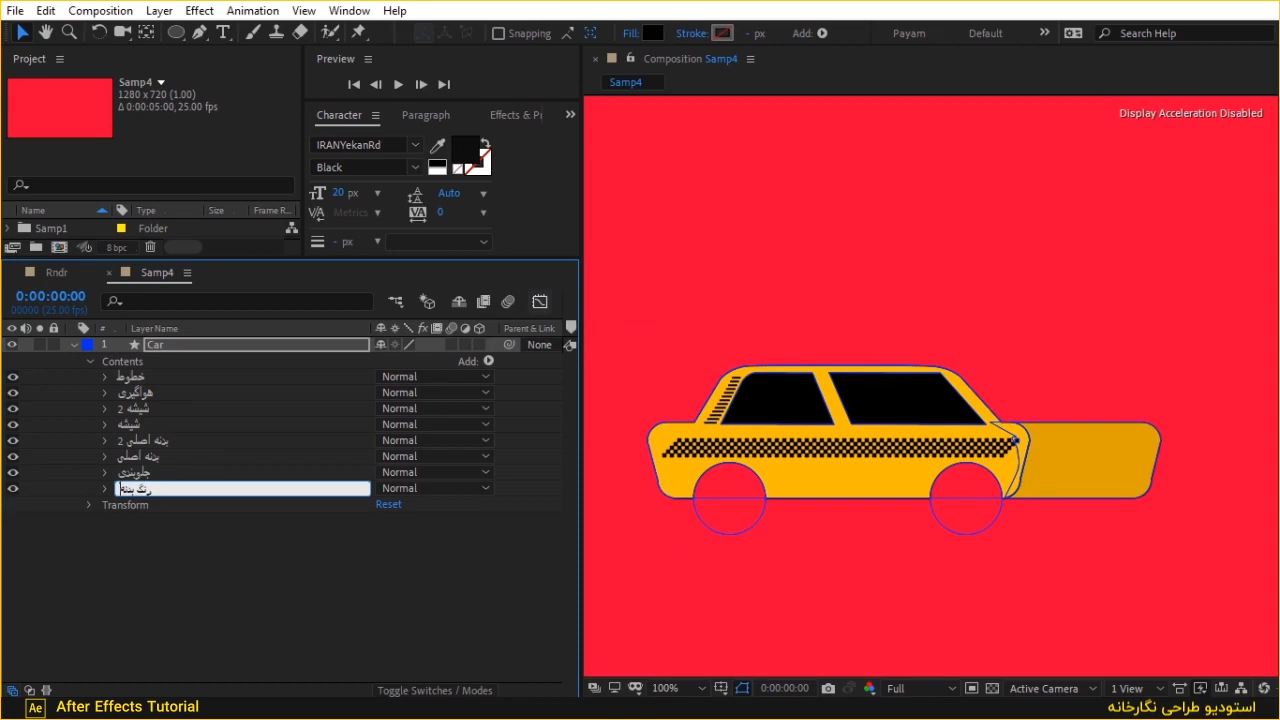 File Edit Composition Layer Effect Animation View Window Help
Snapping Fill: Stroke: - px Add: Payam Default Search Help
Project
Samp4
1280 x 720 (1.00)
Δ 0:00:05:00, 25.00 fps
Name Type Size Frame R...
Samp1 Folder
8 bpc
Preview
Character Paragraph Effects & Pı
IRANYekanRd
Black
20 px Auto
Metrics 0
- px
Composition Samp4
Samp4
Display Acceleration Disabled
Rndr Samp4
0:00:00:00
00000 (25.00 fps)
# Layer Name Parent & Link
1 Car None
Contents Add:
خطوط Normal
هواگیری Normal
شیشه 2 Normal
شیشه Normal
بدنه اصلی 2 Normal
بدنه اصلی Normal
جلوبندی Normal
رنگ بدنه Normal
Transform Reset
Toggle Switches / Modes
100% 0:00:00:00 Full Active Camera 1 View
Ae After Effects Tutorial
استودیو طراحی نگارخانه